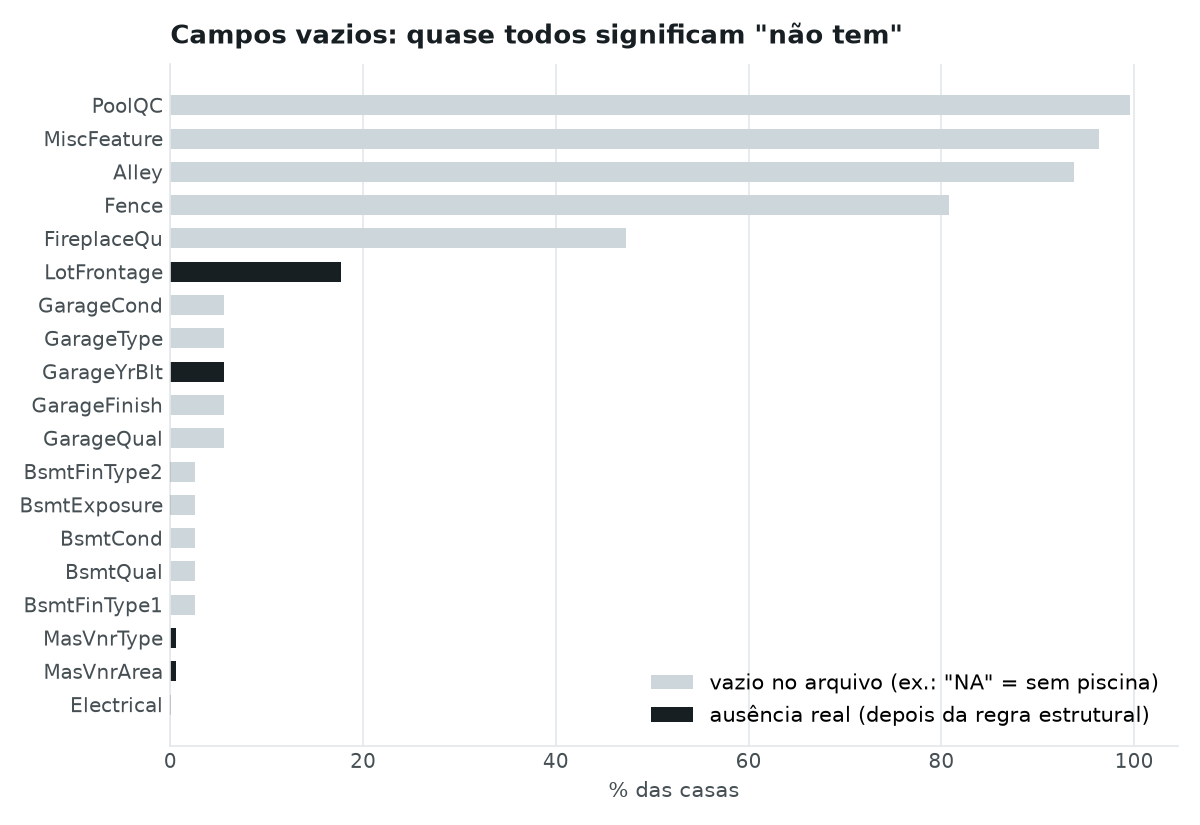 Campos vazios: quase todos significam "não tem"
PoolQC
MiscFeature
Alley
Fence
FireplaceQu
LotFrontage
GarageCond
GarageType
GarageYrBlt
GarageFinish
GarageQual
BsmtFinType2
BsmtExposure
BsmtCond
BsmtQual
BsmtFinType1
MasVnrType
MasVnrArea
Electrical
vazio no arquivo (ex.: "NA" = sem piscina)
ausência real (depois da regra estrutural)
0 20 40 60 80 100
% das casas